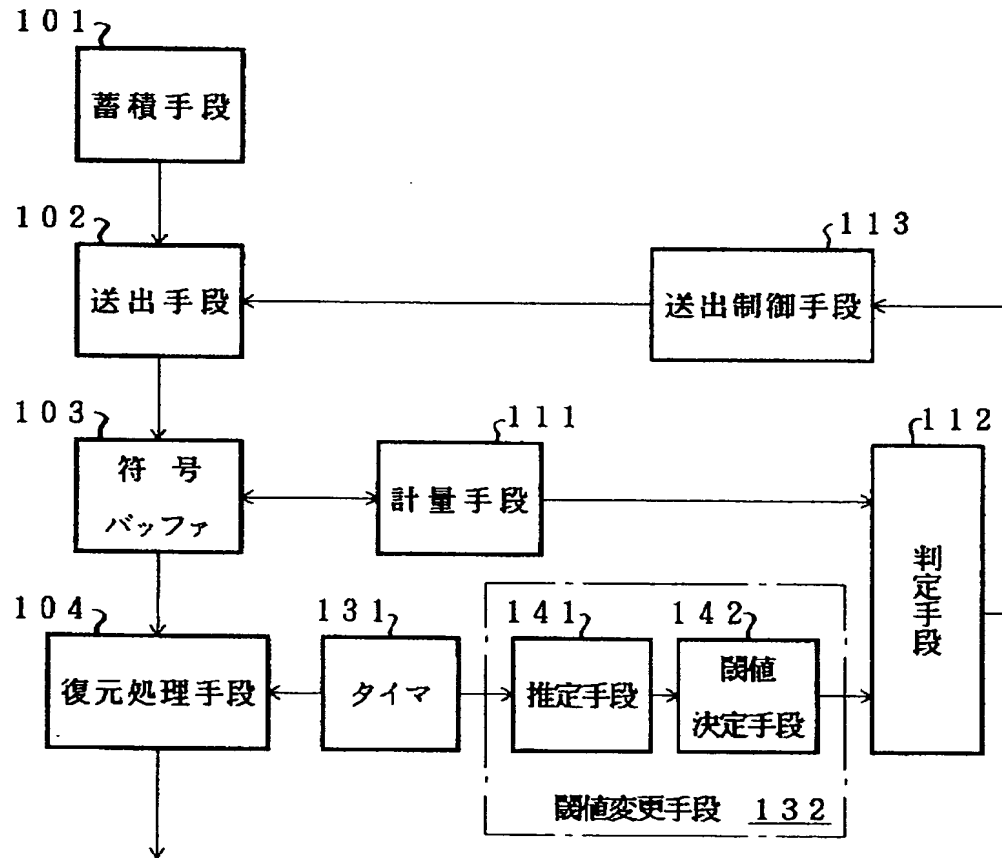 101
蓄積手段
102
送出手段
113
送出制御手段
103
符号
バッファ
111
計量手段
112
判定手段
104
復元処理手段
131
タイマ
141
推定手段
142
閾値
決定手段
閾値変更手段 132